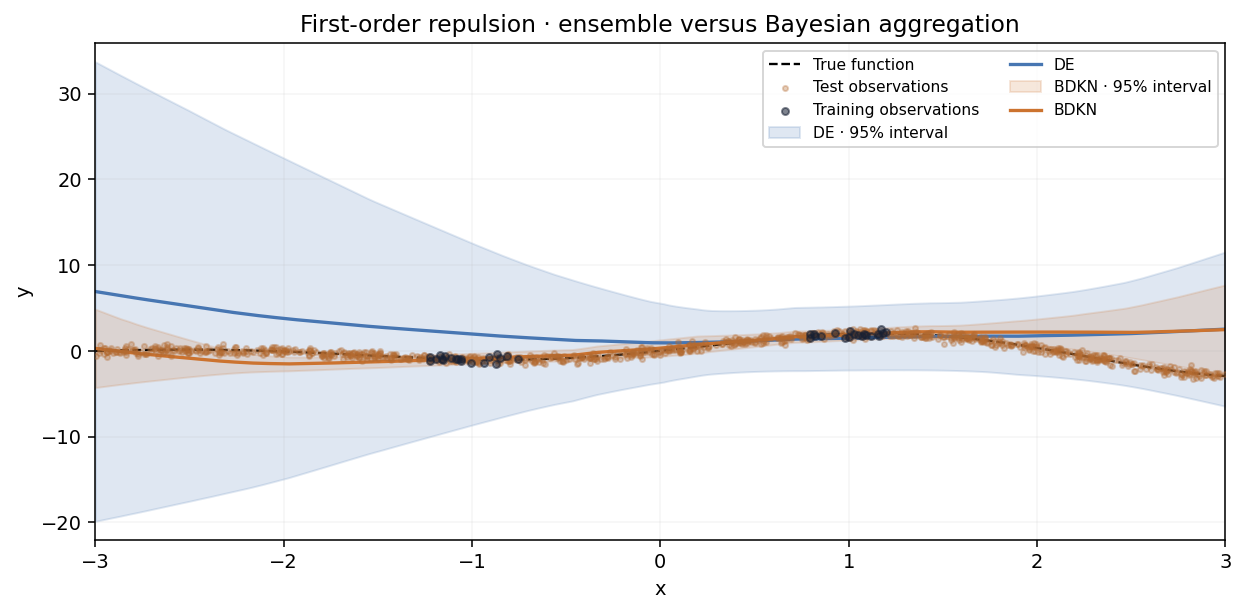 First-order repulsion · ensemble versus Bayesian aggregation
True function
Test observations
Training observations
DE · 95% interval
DE
BDKN · 95% interval
BDKN
y
30
20
10
0
−10
−20
−3
−2
−1
0
1
2
3
x